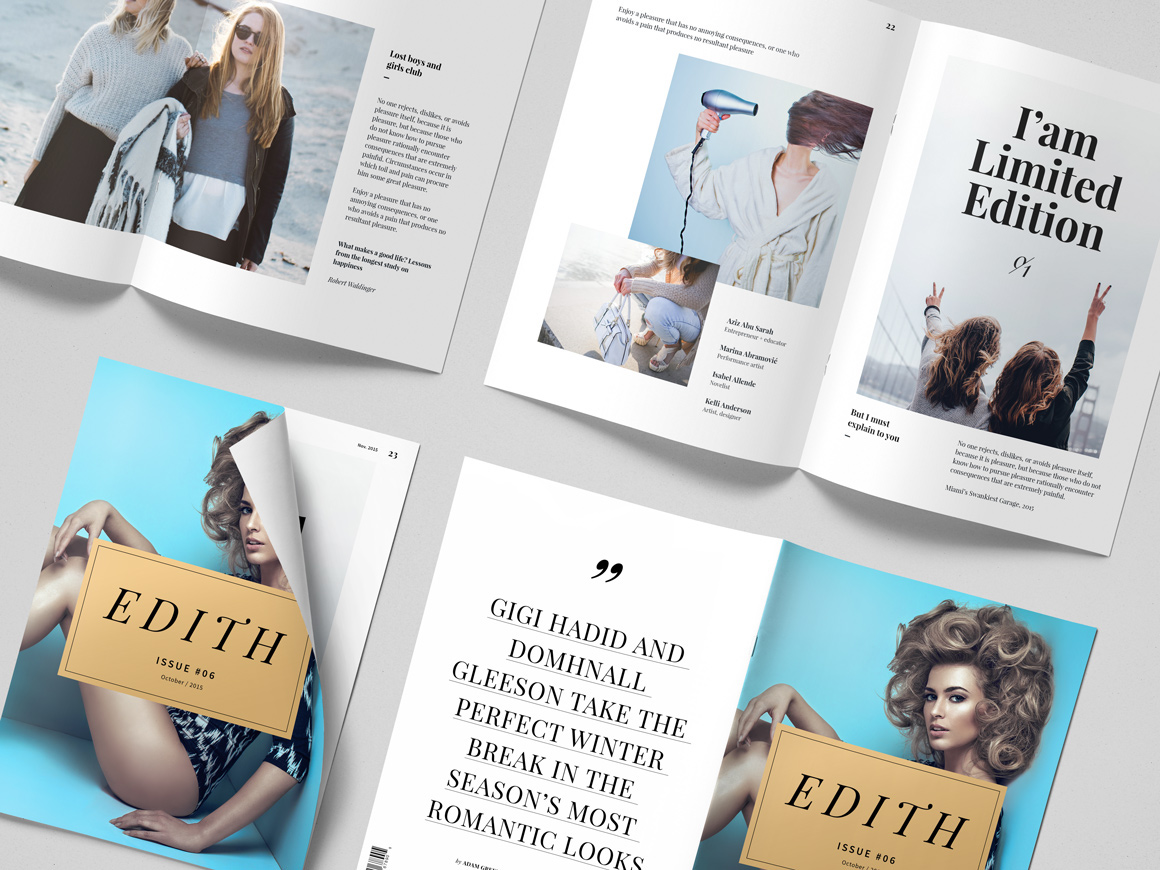 Lost boys and
girls club
No one rejects, dislikes, or avoids
pleasure itself, because it is
pleasure, but because those who
do not know how to pursue
pleasure rationally encounter
consequences that are extremely
painful. Circumstances occur in
which toil and pain can procure
him some great pleasure.
Enjoy a pleasure that has no
annoying consequences, or one
who avoids a pain that produces no
resultant pleasure.
What makes a good life? Lessons
from the longest study on
happiness
Robert Waldinger
Enjoy a pleasure that has no annoying consequences, or one who
avoids a pain that produces no resultant pleasure
22
Aziz Abu Sarah
Entrepreneur + educator
Marina Abramović
Performance artist
Isabel Allende
Novelist
Kelli Anderson
Artist, designer
I'am
Limited
Edition
0/1
But I must
explain to you
No one rejects, dislikes, or avoids pleasure itself,
because it is pleasure, but because those who do not
know how to pursue pleasure rationally encounter
consequences that are extremely painful.
Miami's Swankiest Garage, 2015
Nov. 2015 23
EDITH
ISSUE #06
October / 2015
”
GIGI HADID AND
DOMHNALL
GLEESON TAKE THE
PERFECT WINTER
BREAK IN THE
SEASON'S MOST
ROMANTIC LOOKS
by ADAM
EDITH
ISSUE #06
October / 2015